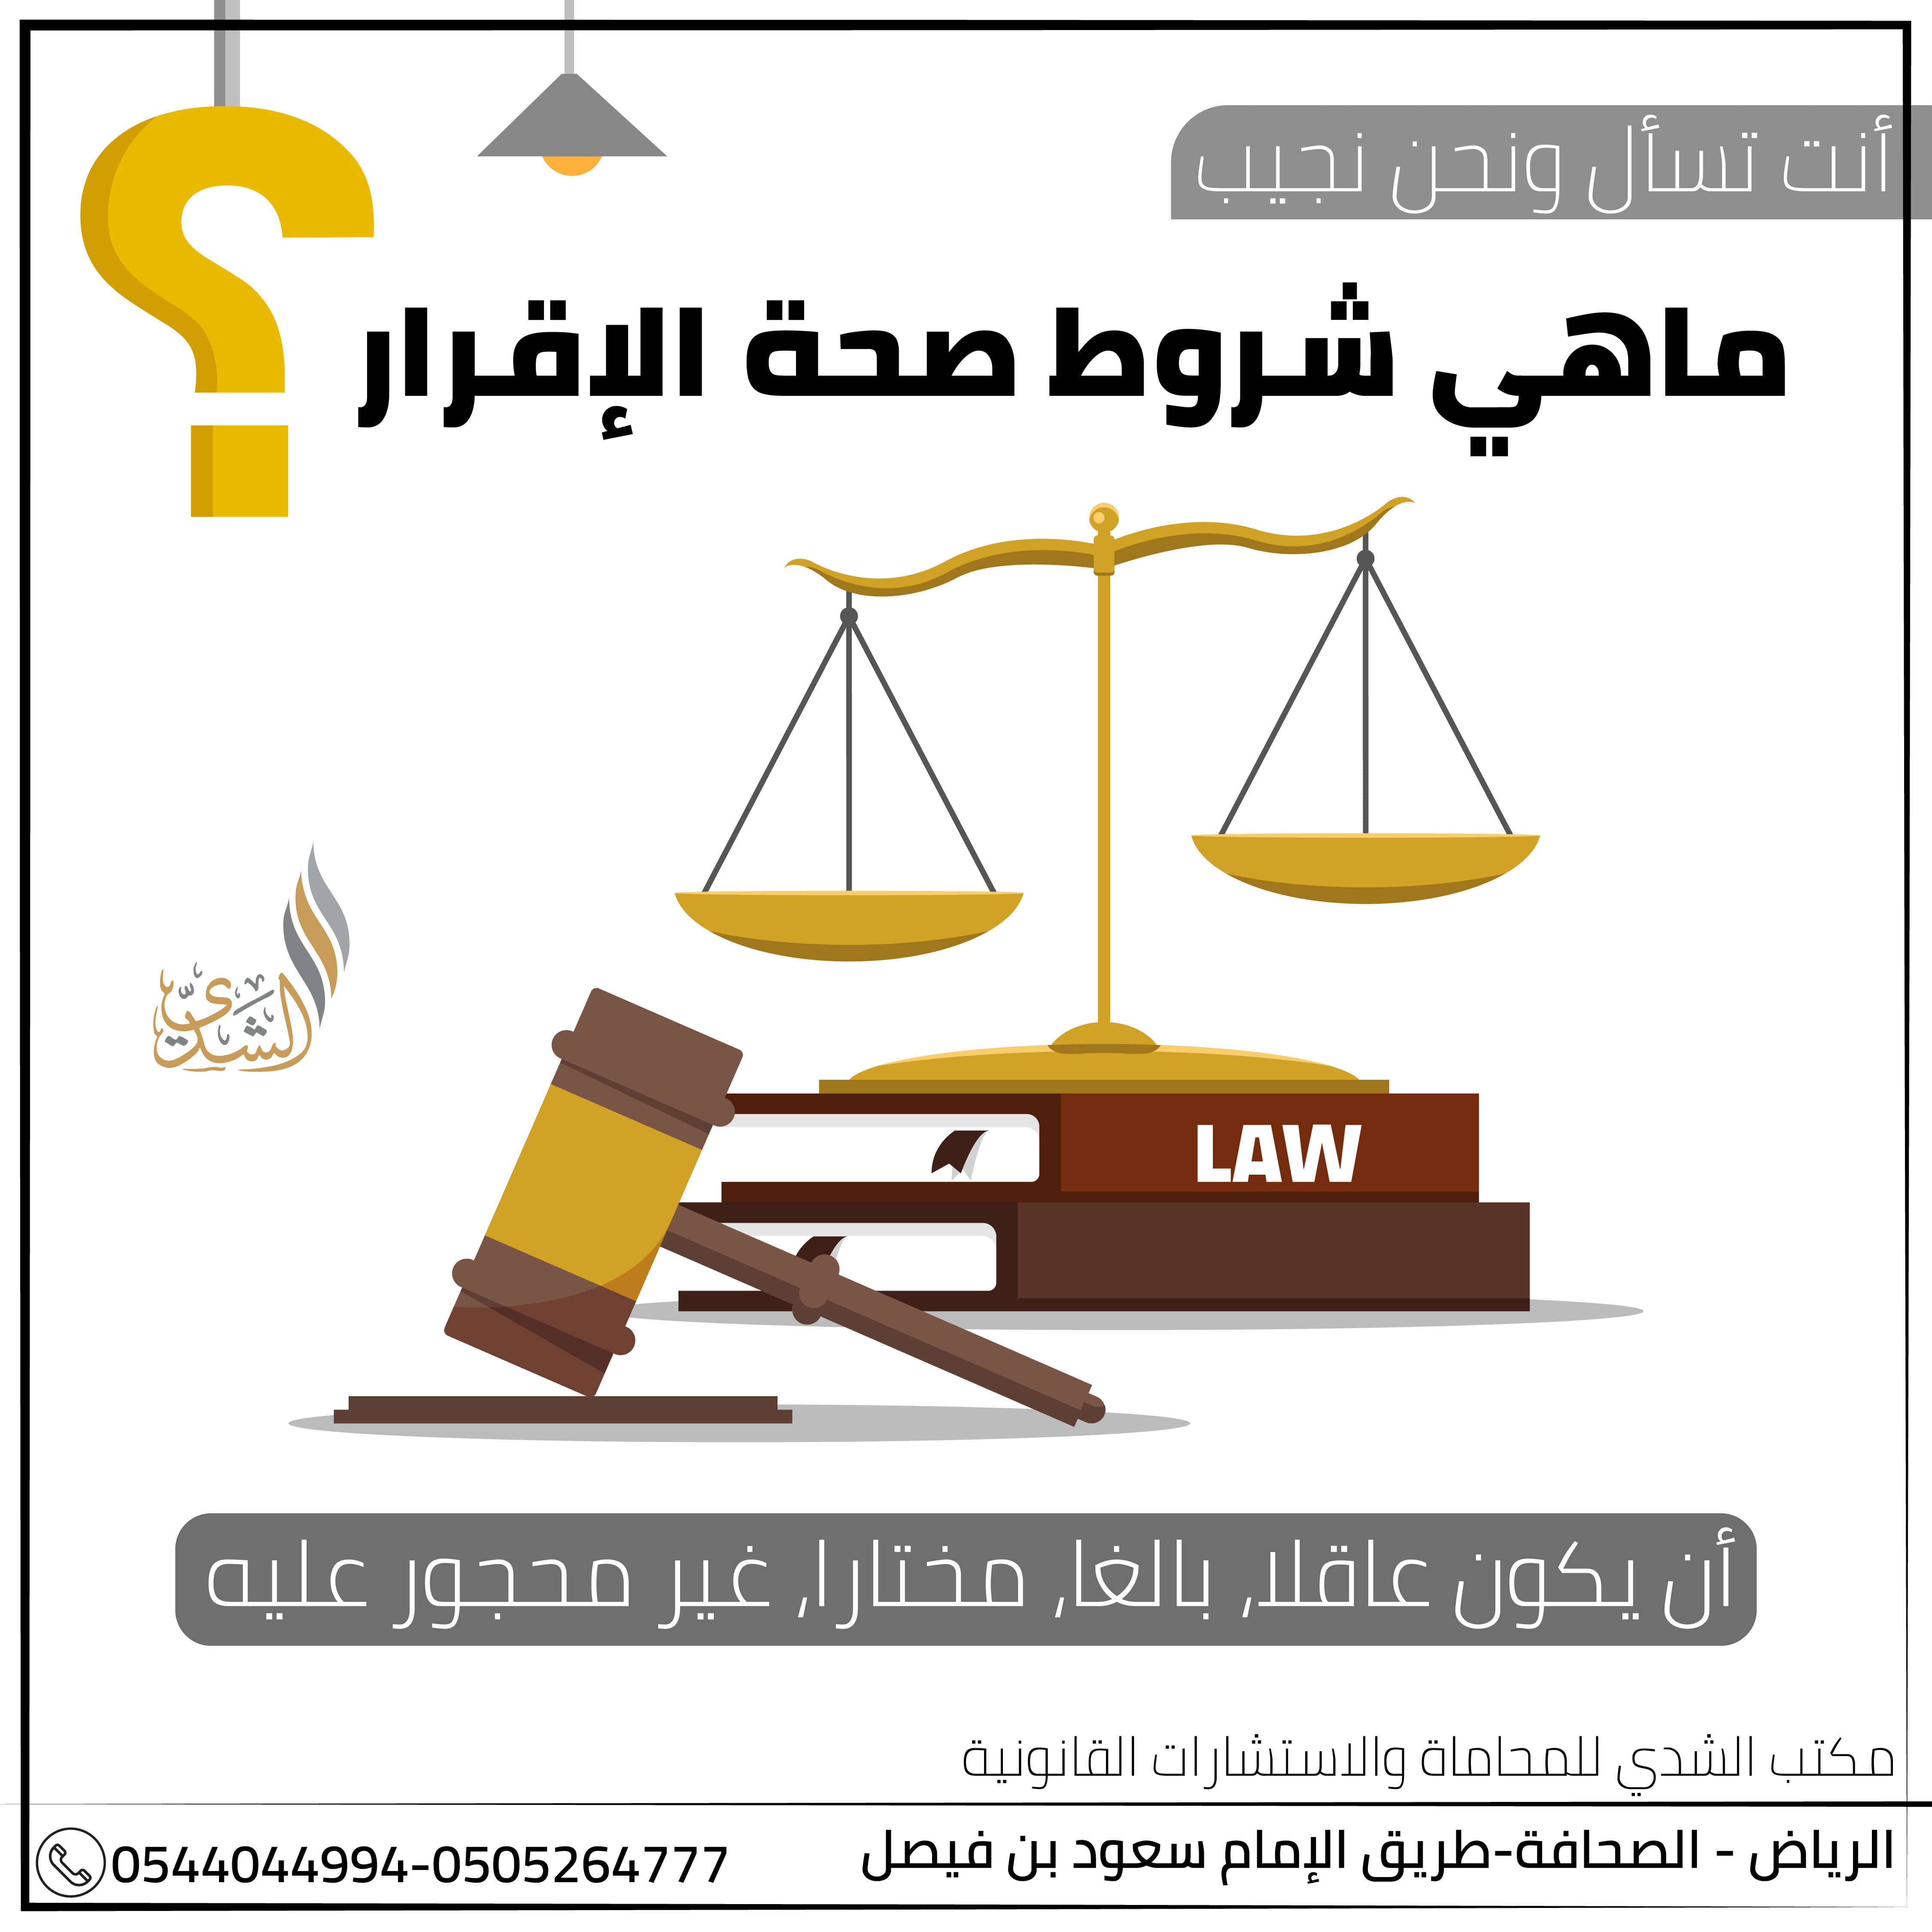 أنت تسأل ونحن نجيب
ماهي شروط صحة الإقرار
؟
الشدي
LAW
أن يكون عاقلا, بالغا, مختارا, غير محجور عليه
مكتب الشدي للمحاماة والاستشارات القانونية
الرياض - الصحافة-طريق الإمام سعود بن فيصل
0544044994-0505264777